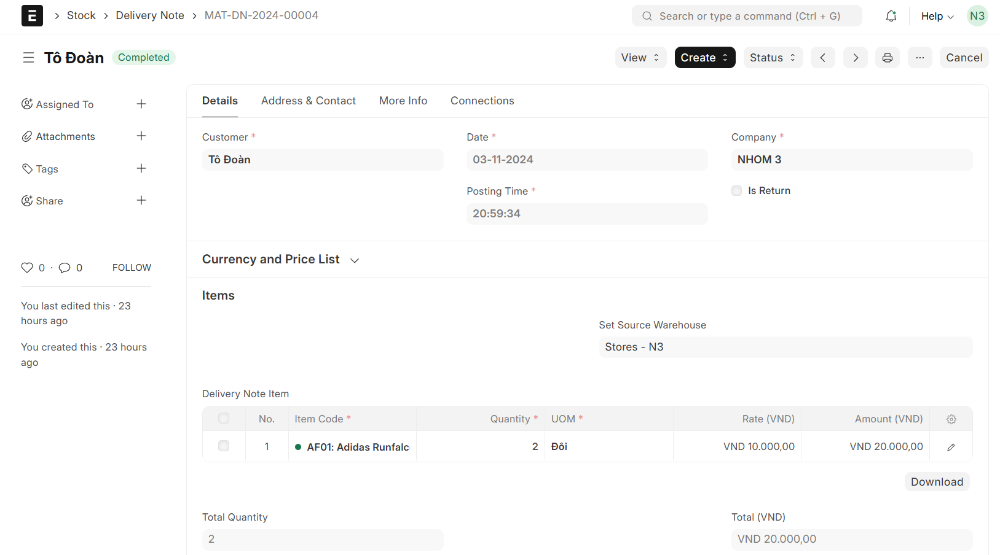 E
Stock
Delivery Note
MAT-DN-2024-00004
Search or type a command (Ctrl + G)
Help
N3
Tô Đoàn
Completed
View
Create
Status
...
Cancel
Assigned To
Attachments
Tags
Share
0 · 0
FOLLOW
You last edited this · 23
hours ago
You created this · 23 hours
ago
Details
Address & Contact
More Info
Connections
Customer *
Tô Đoàn
Date *
03-11-2024
Company *
NHOM 3
Posting Time *
20:59:34
Is Return
Currency and Price List
Items
Set Source Warehouse
Stores - N3
Delivery Note Item
No.
Item Code *
Quantity *
UOM *
Rate (VND)
Amount (VND)
1
AF01: Adidas Runfalc
2
Đôi
VND 10.000,00
VND 20.000,00
Download
Total Quantity
2
Total (VND)
VND 20.000,00